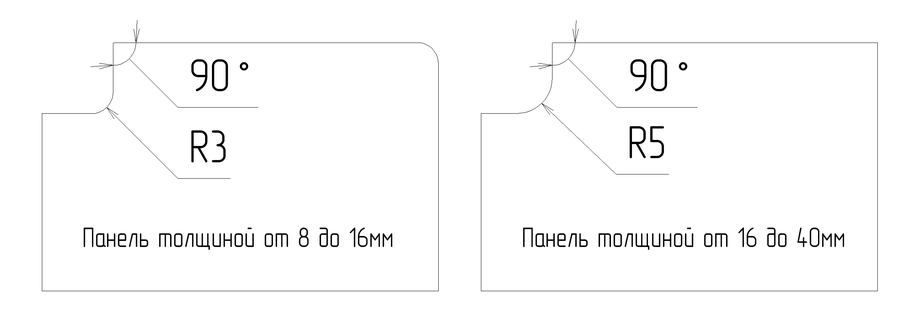 90°
R3
Панель толщиной от 8 до 16мм
90°
R5
Панель толщиной от 16 до 40мм